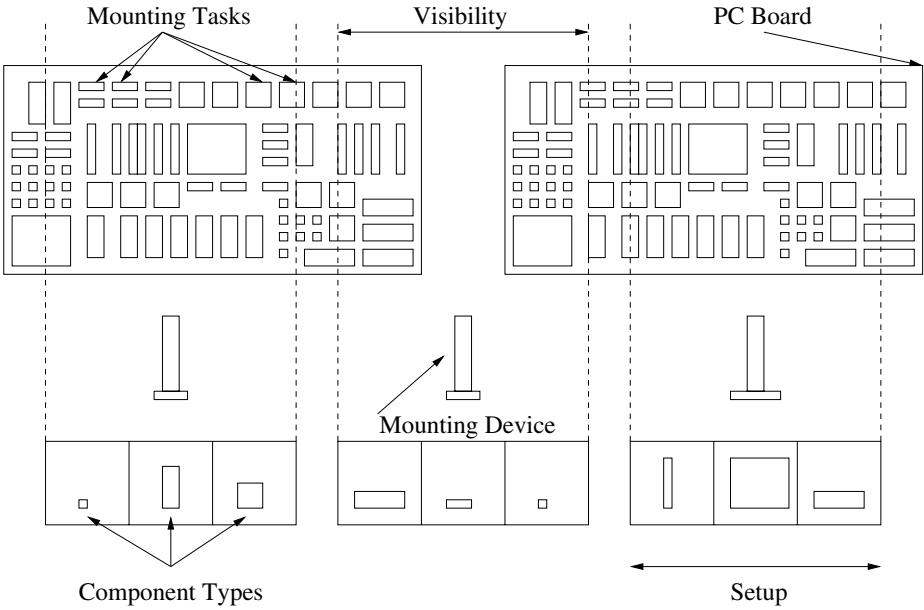 Mounting Tasks
Visibility
PC Board
Mounting Device
Component Types
Setup